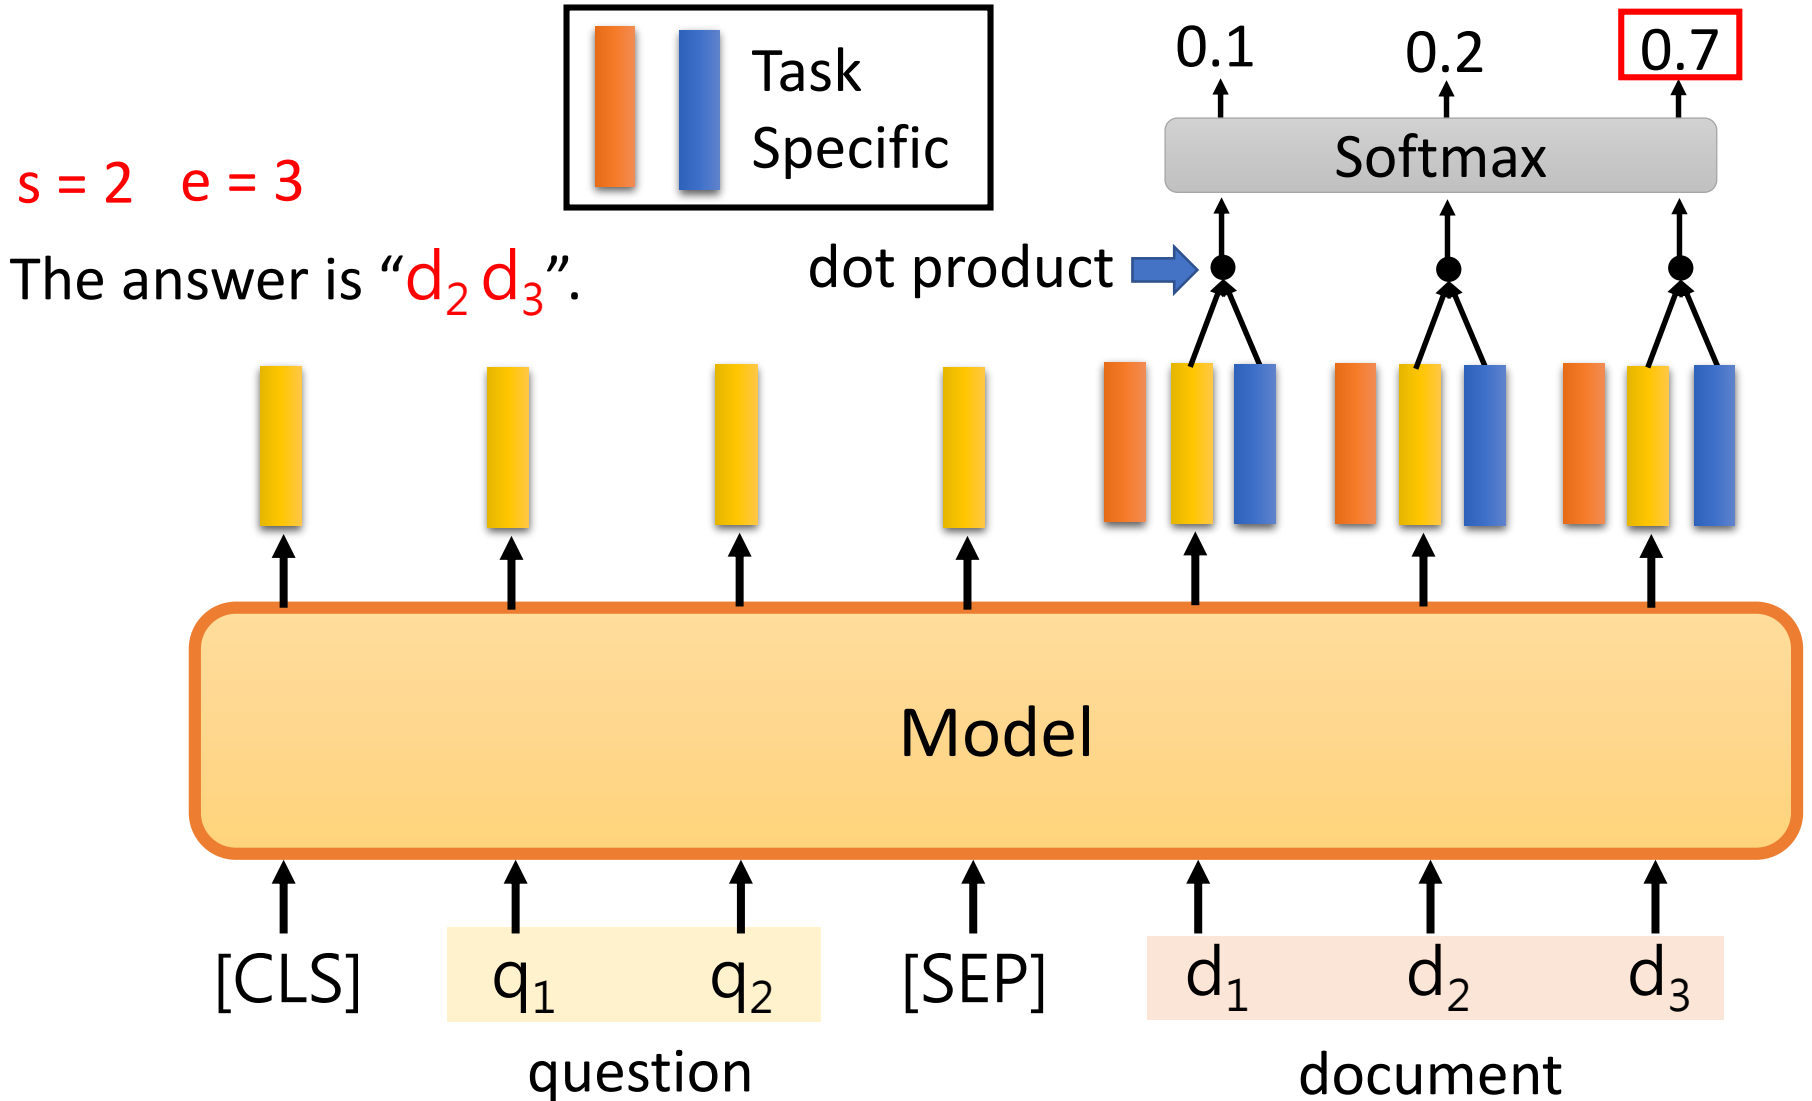 0.1 0.2 0.7
Task
Specific
Softmax
s = 2 e = 3
dot product
The answer is “d₂ d₃”.
Model
[CLS] q₁ q₂ [SEP] d₁ d₂ d₃
question document